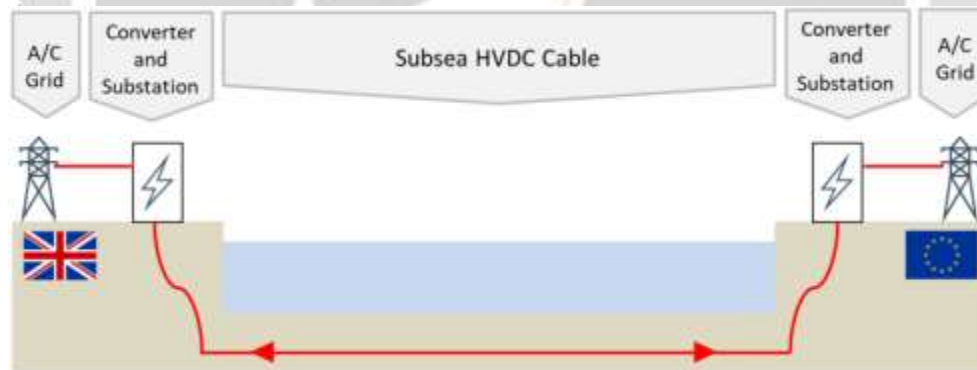 A/C
Grid
Converter
and
Substation
Subsea HVDC Cable
Converter
and
Substation
A/C
Grid